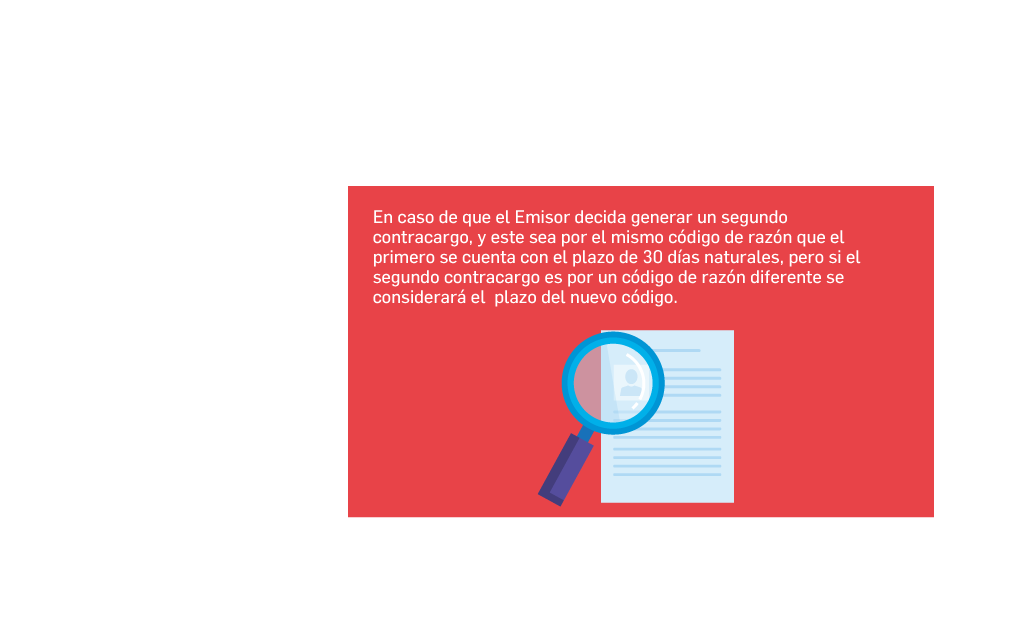 En caso de que el Emisor decida generar un segundo
contracargo, y este sea por el mismo código de razón que el
primero se cuenta con el plazo de 30 días naturales, pero si el
segundo contracargo es por un código de razón diferente se
considerará el  plazo del nuevo código.